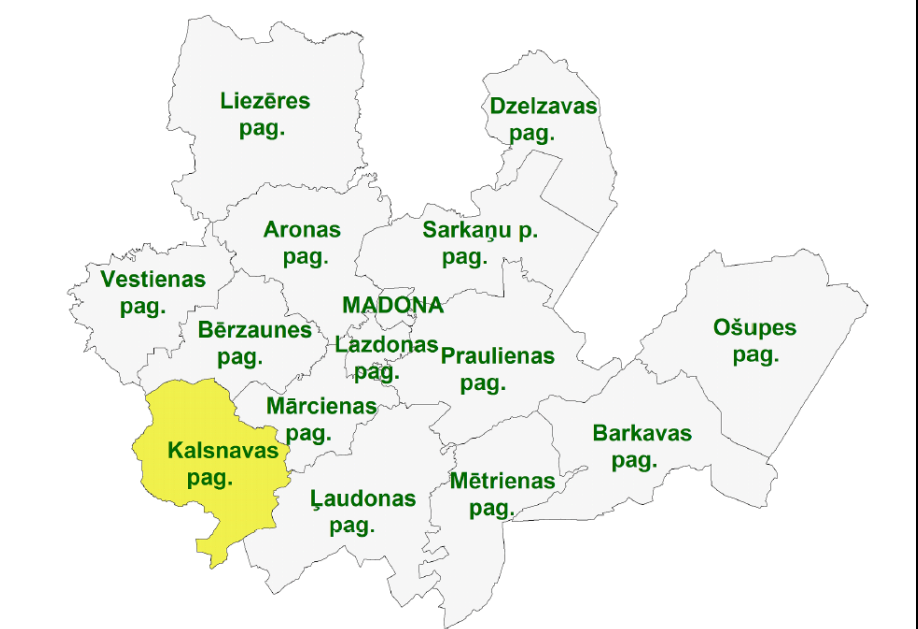 Liezēres
pag.
Dzelzavas
pag.
Aronas
pag.
Sarkaņu p.
pag.
Vestienas
pag.
MADONA
Bērzaunes
pag.
Lazdonas
pag.
Praulienas
pag.
Ošupes
pag.
Mārcienas
pag.
Kalsnavas
pag.
Barkavas
pag.
Ļaudonas
pag.
Mētrienas
pag.